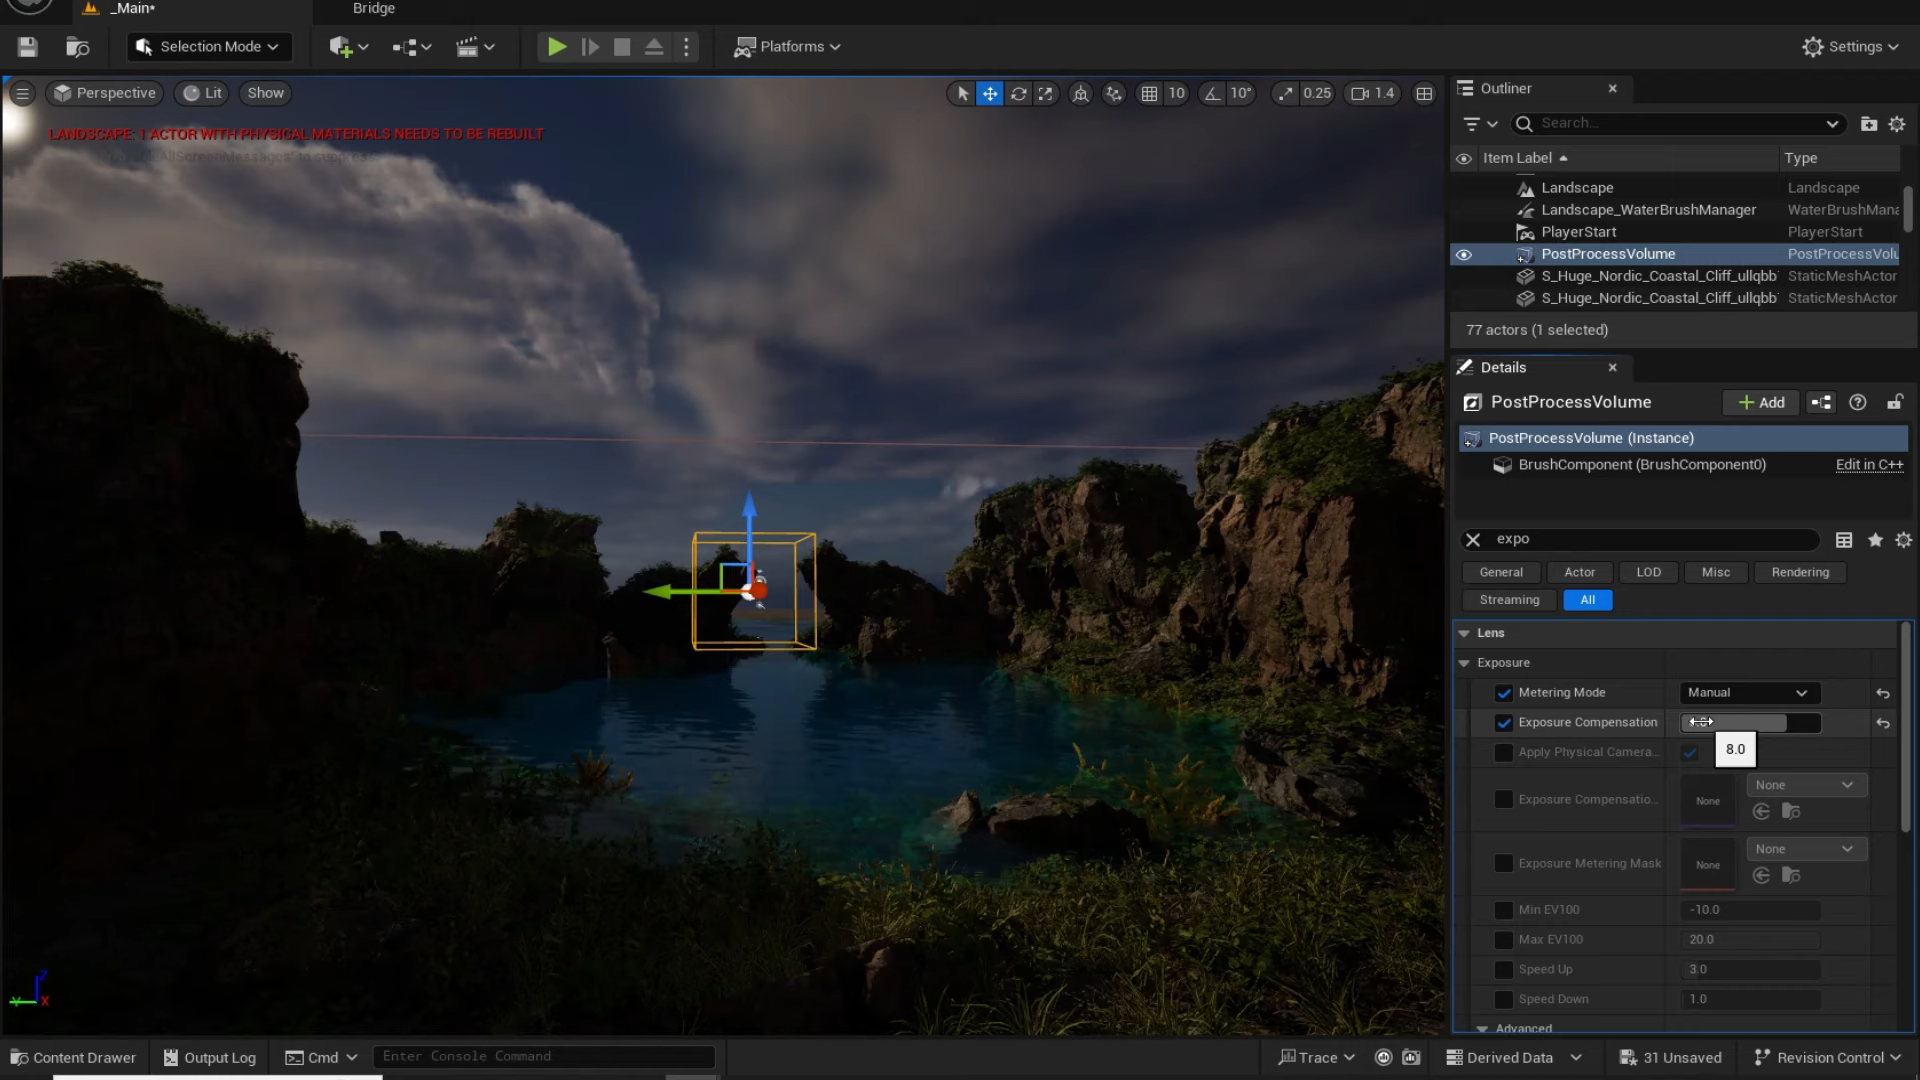 _Main*
Bridge
Selection Mode
Platforms
Settings
Perspective
Lit
Show
10
10°
0.25
1.4
LANDSCAPE: 1 ACTOR WITH PHYSICAL MATERIALS NEEDS TO BE REBUILT
Outliner
Search...
Item Label
Type
Landscape
Landscape
Landscape_WaterBrushManager
WaterBrushMana
PlayerStart
PlayerStart
PostProcessVolume
PostProcessVolu
S_Huge_Nordic_Coastal_Cliff_ullqbb
StaticMeshActor
S_Huge_Nordic_Coastal_Cliff_ullqbb
StaticMeshActor
77 actors (1 selected)
Details
PostProcessVolume
Add
PostProcessVolume (Instance)
BrushComponent (BrushComponent0)
Edit in C++
expo
General
Actor
LOD
Misc
Rendering
Streaming
All
Lens
Exposure
Metering Mode
Manual
Exposure Compensation
8.0
Apply Physical Camera...
Exposure Compensatio...
None
None
Exposure Metering Mask
None
None
Min EV100
-10.0
Max EV100
20.0
Speed Up
3.0
Speed Down
1.0
Advanced
Z
Y
X
Content Drawer
Output Log
Cmd
Enter Console Command
Trace
Derived Data
31 Unsaved
Revision Control